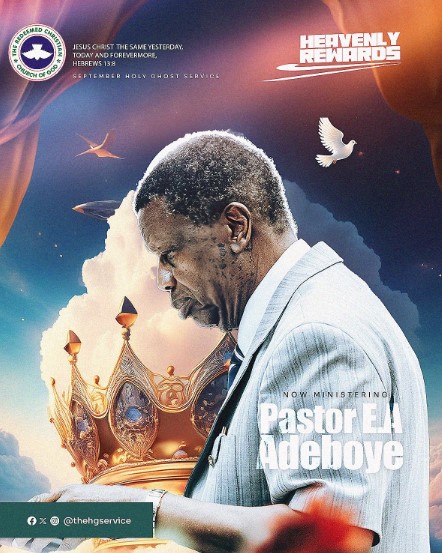 THE REDEEMED CHRISTIAN
CHURCH OF GOD
JESUS CHRIST THE SAME YESTERDAY,
TODAY AND FOREVERMORE,
HEBREWS 13:8
SEPTEMBER HOLY GHOST SERVICE
HEAVENLY
REWARDS
NOW MINISTERING
Pastor E.A
Adeboye
@thehgservice